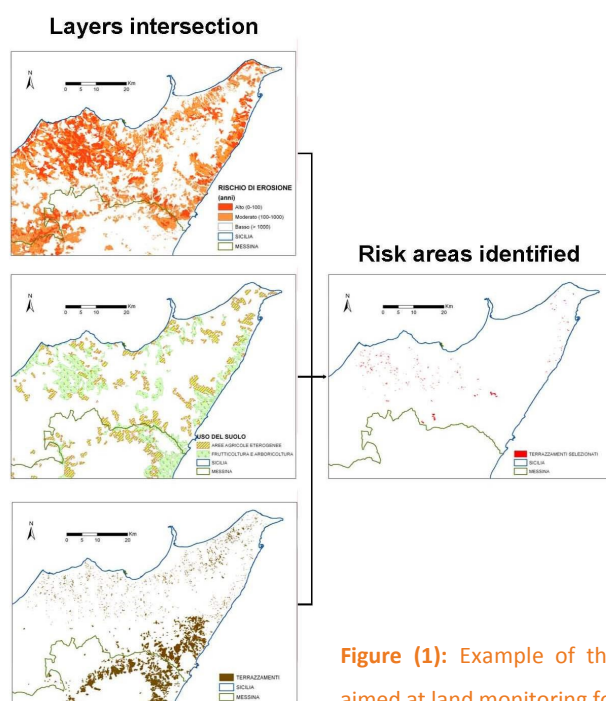 Layers intersection
N
0 5 10 20 Km
RISCHIO DI EROSIONE
(anni)
Alto (0-100)
Moderato (100-1000)
Basso (> 1000)
SICILIA
MESSINA
N
0 5 10 20 Km
USO DEL SUOLO
AREE AGRICOLE ETEROGENEE
FRUTTICOLTURA E ARBORICOLTURA
SICILIA
MESSINA
N
0 5 10 20 Km
TERRAZZAMENTI
SICILIA
MESSINA
Risk areas identified
N
0 5 10 20 Km
TERRAZZAMENTI SELEZIONATI
SICILIA
MESSINA
Figure (1): Example of th
aimed at land monitoring fo